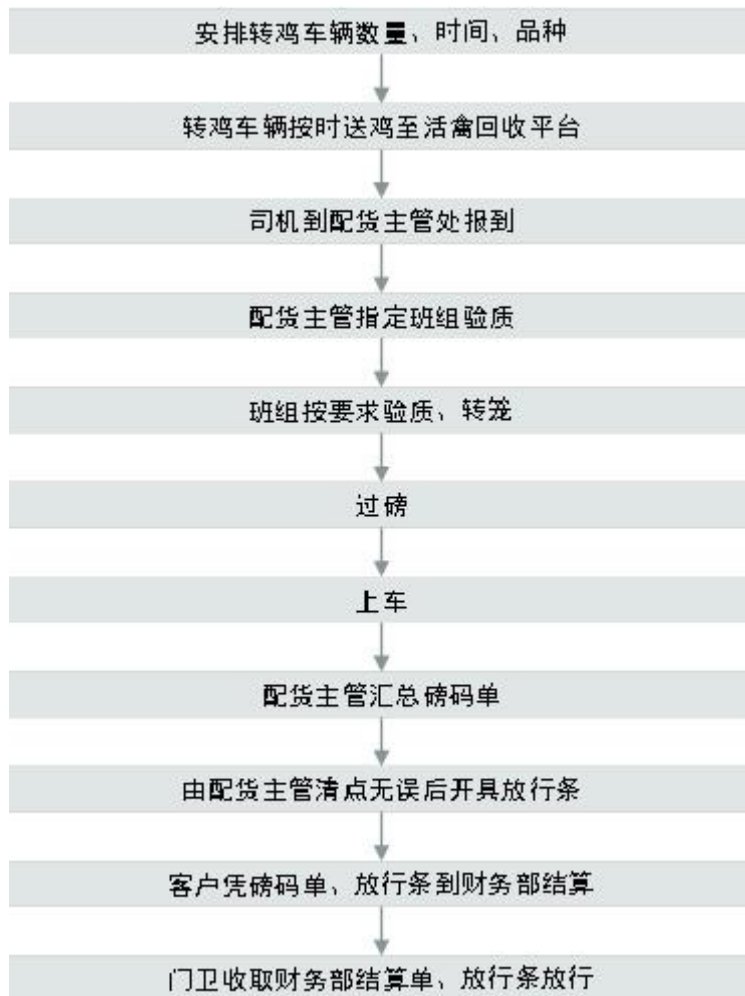 安排转鸡车辆数量、时间、品种
转鸡车辆按时送鸡至活禽回收平台
司机到配货主管处报到
配货主管指定班组验质
班组按要求验质、转笼
过磅
上车
配货主管汇总磅码单
由配货主管清点无误后开具放行条
客户凭磅码单、放行条到财务部结算
门卫收取财务部结算单、放行条放行